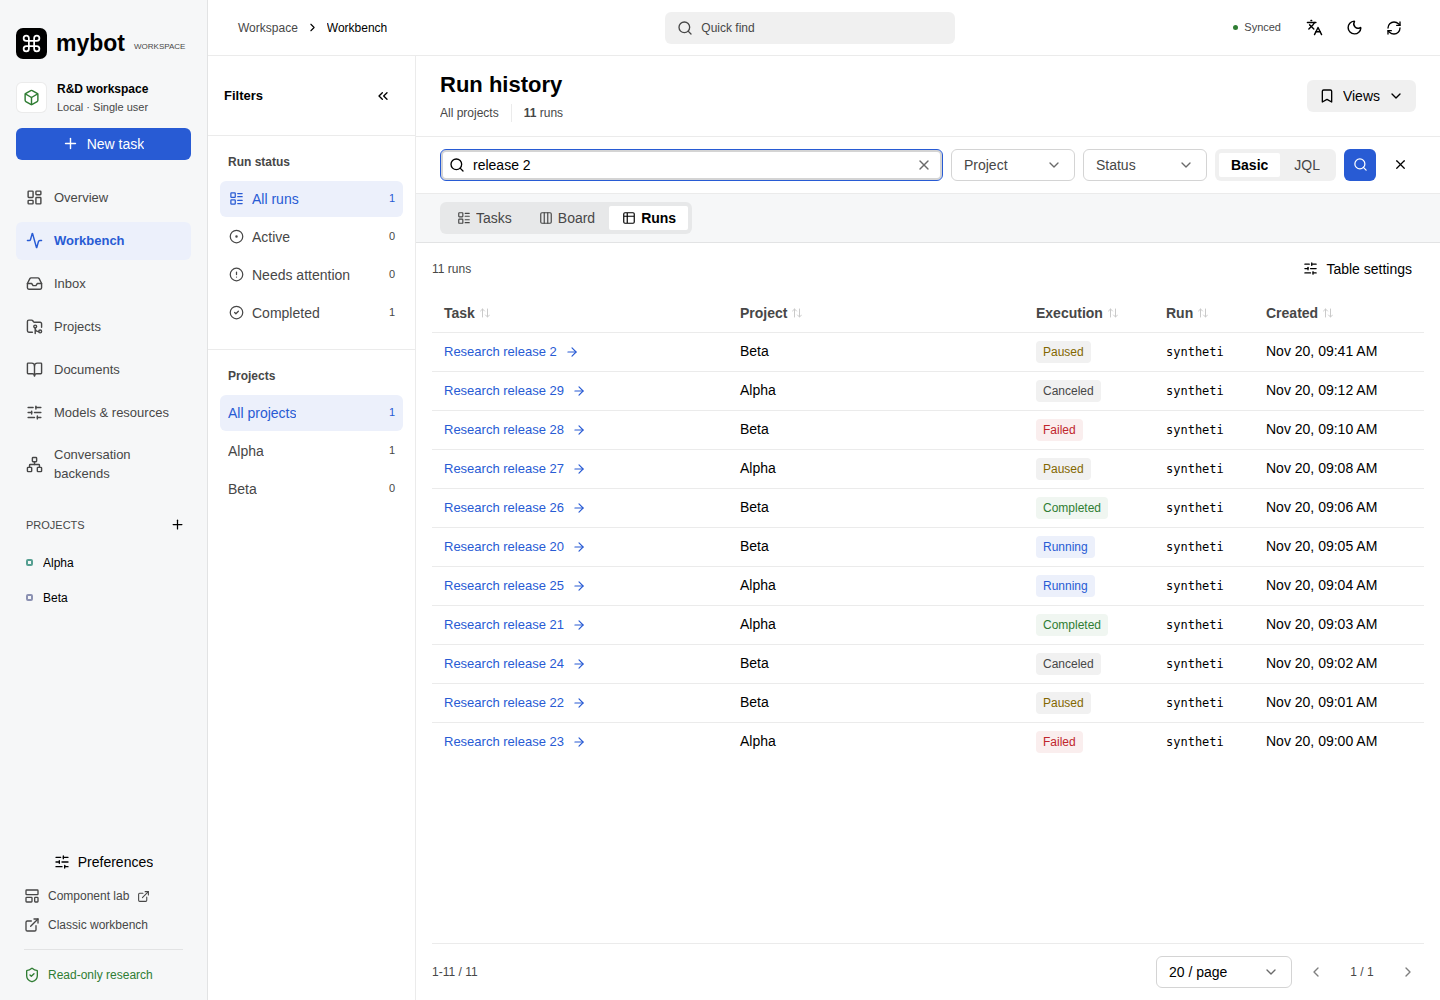 mybot WORKSPACE
R&D workspace
Local · Single user
New task
Overview
Workbench
Inbox
Projects
Documents
Models & resources
Conversation
backends
PROJECTS
Alpha
Beta
Preferences
Component lab
Classic workbench
Read-only research
Workspace > Workbench
Quick find
Synced
Filters
Run status
All runs 1
Active 0
Needs attention 0
Completed 1
Projects
All projects 1
Alpha 1
Beta 0
Run history
All projects 11 runs
Views
release 2
Project
Status
Basic JQL
Tasks Board Runs
11 runs
Table settings
Task Project Execution Run Created
Research release 2 Beta Paused syntheti Nov 20, 09:41 AM
Research release 29 Alpha Canceled syntheti Nov 20, 09:12 AM
Research release 28 Beta Failed syntheti Nov 20, 09:10 AM
Research release 27 Alpha Paused syntheti Nov 20, 09:08 AM
Research release 26 Beta Completed syntheti Nov 20, 09:06 AM
Research release 20 Beta Running syntheti Nov 20, 09:05 AM
Research release 25 Alpha Running syntheti Nov 20, 09:04 AM
Research release 21 Alpha Completed syntheti Nov 20, 09:03 AM
Research release 24 Beta Canceled syntheti Nov 20, 09:02 AM
Research release 22 Beta Paused syntheti Nov 20, 09:01 AM
Research release 23 Alpha Failed syntheti Nov 20, 09:00 AM
1-11 / 11
20 / page
1 / 1